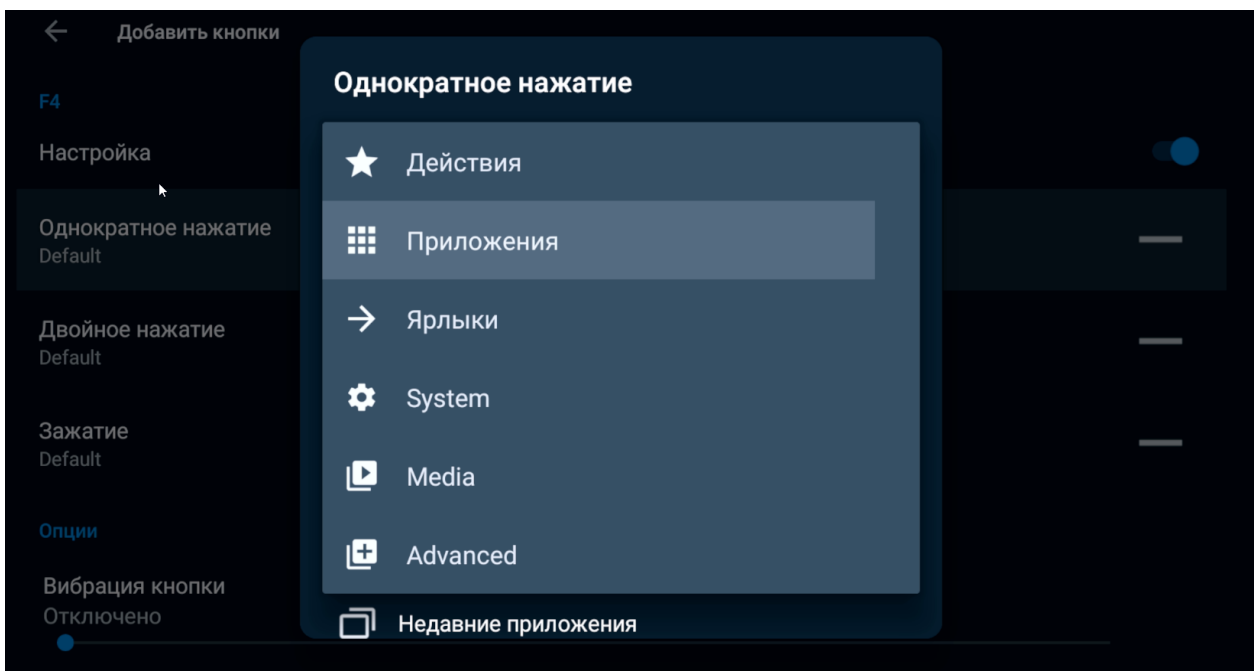 Добавить кнопки
F4
Настройка
Однократное нажатие
Default
Двойное нажатие
Default
Зажатие
Default
Опции
Вибрация кнопки
Отключено
Однократное нажатие
Действия
Приложения
Ярлыки
System
Media
Advanced
Недавние приложения